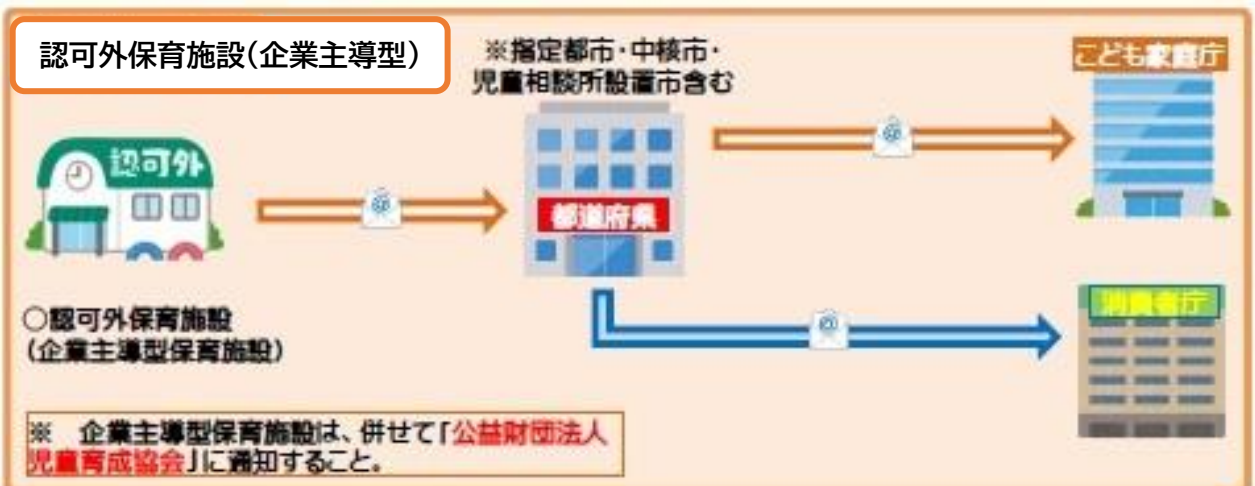 認可外保育施設(企業主導型)
※指定都市・中核市・
児童相談所設置市含む
こども家庭庁
認可外
都道府県
消費者庁
○認可外保育施設
(企業主導型保育施設)
※　企業主導型保育施設は、併せて「公益財団法人
児童育成協会」に通知すること。